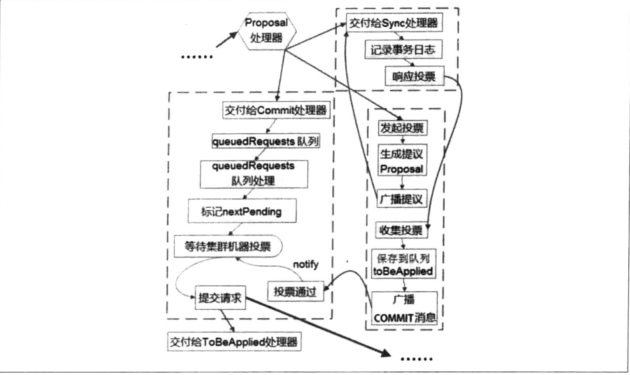 Proposal
处理器
......
交付给Sync处理器
记录事务日志
响应投票
交付给Commit处理器
queuedRequests 队列
queuedRequests
队列处理
标记nextPending
等待集群机器投票
notify
投票通过
提交请求
交付给ToBeApplied处理器
发起投票
生成提议
Proposal
广播提议
收集投票
保存到队列
toBeApplied
广播
COMMIT 消息
......